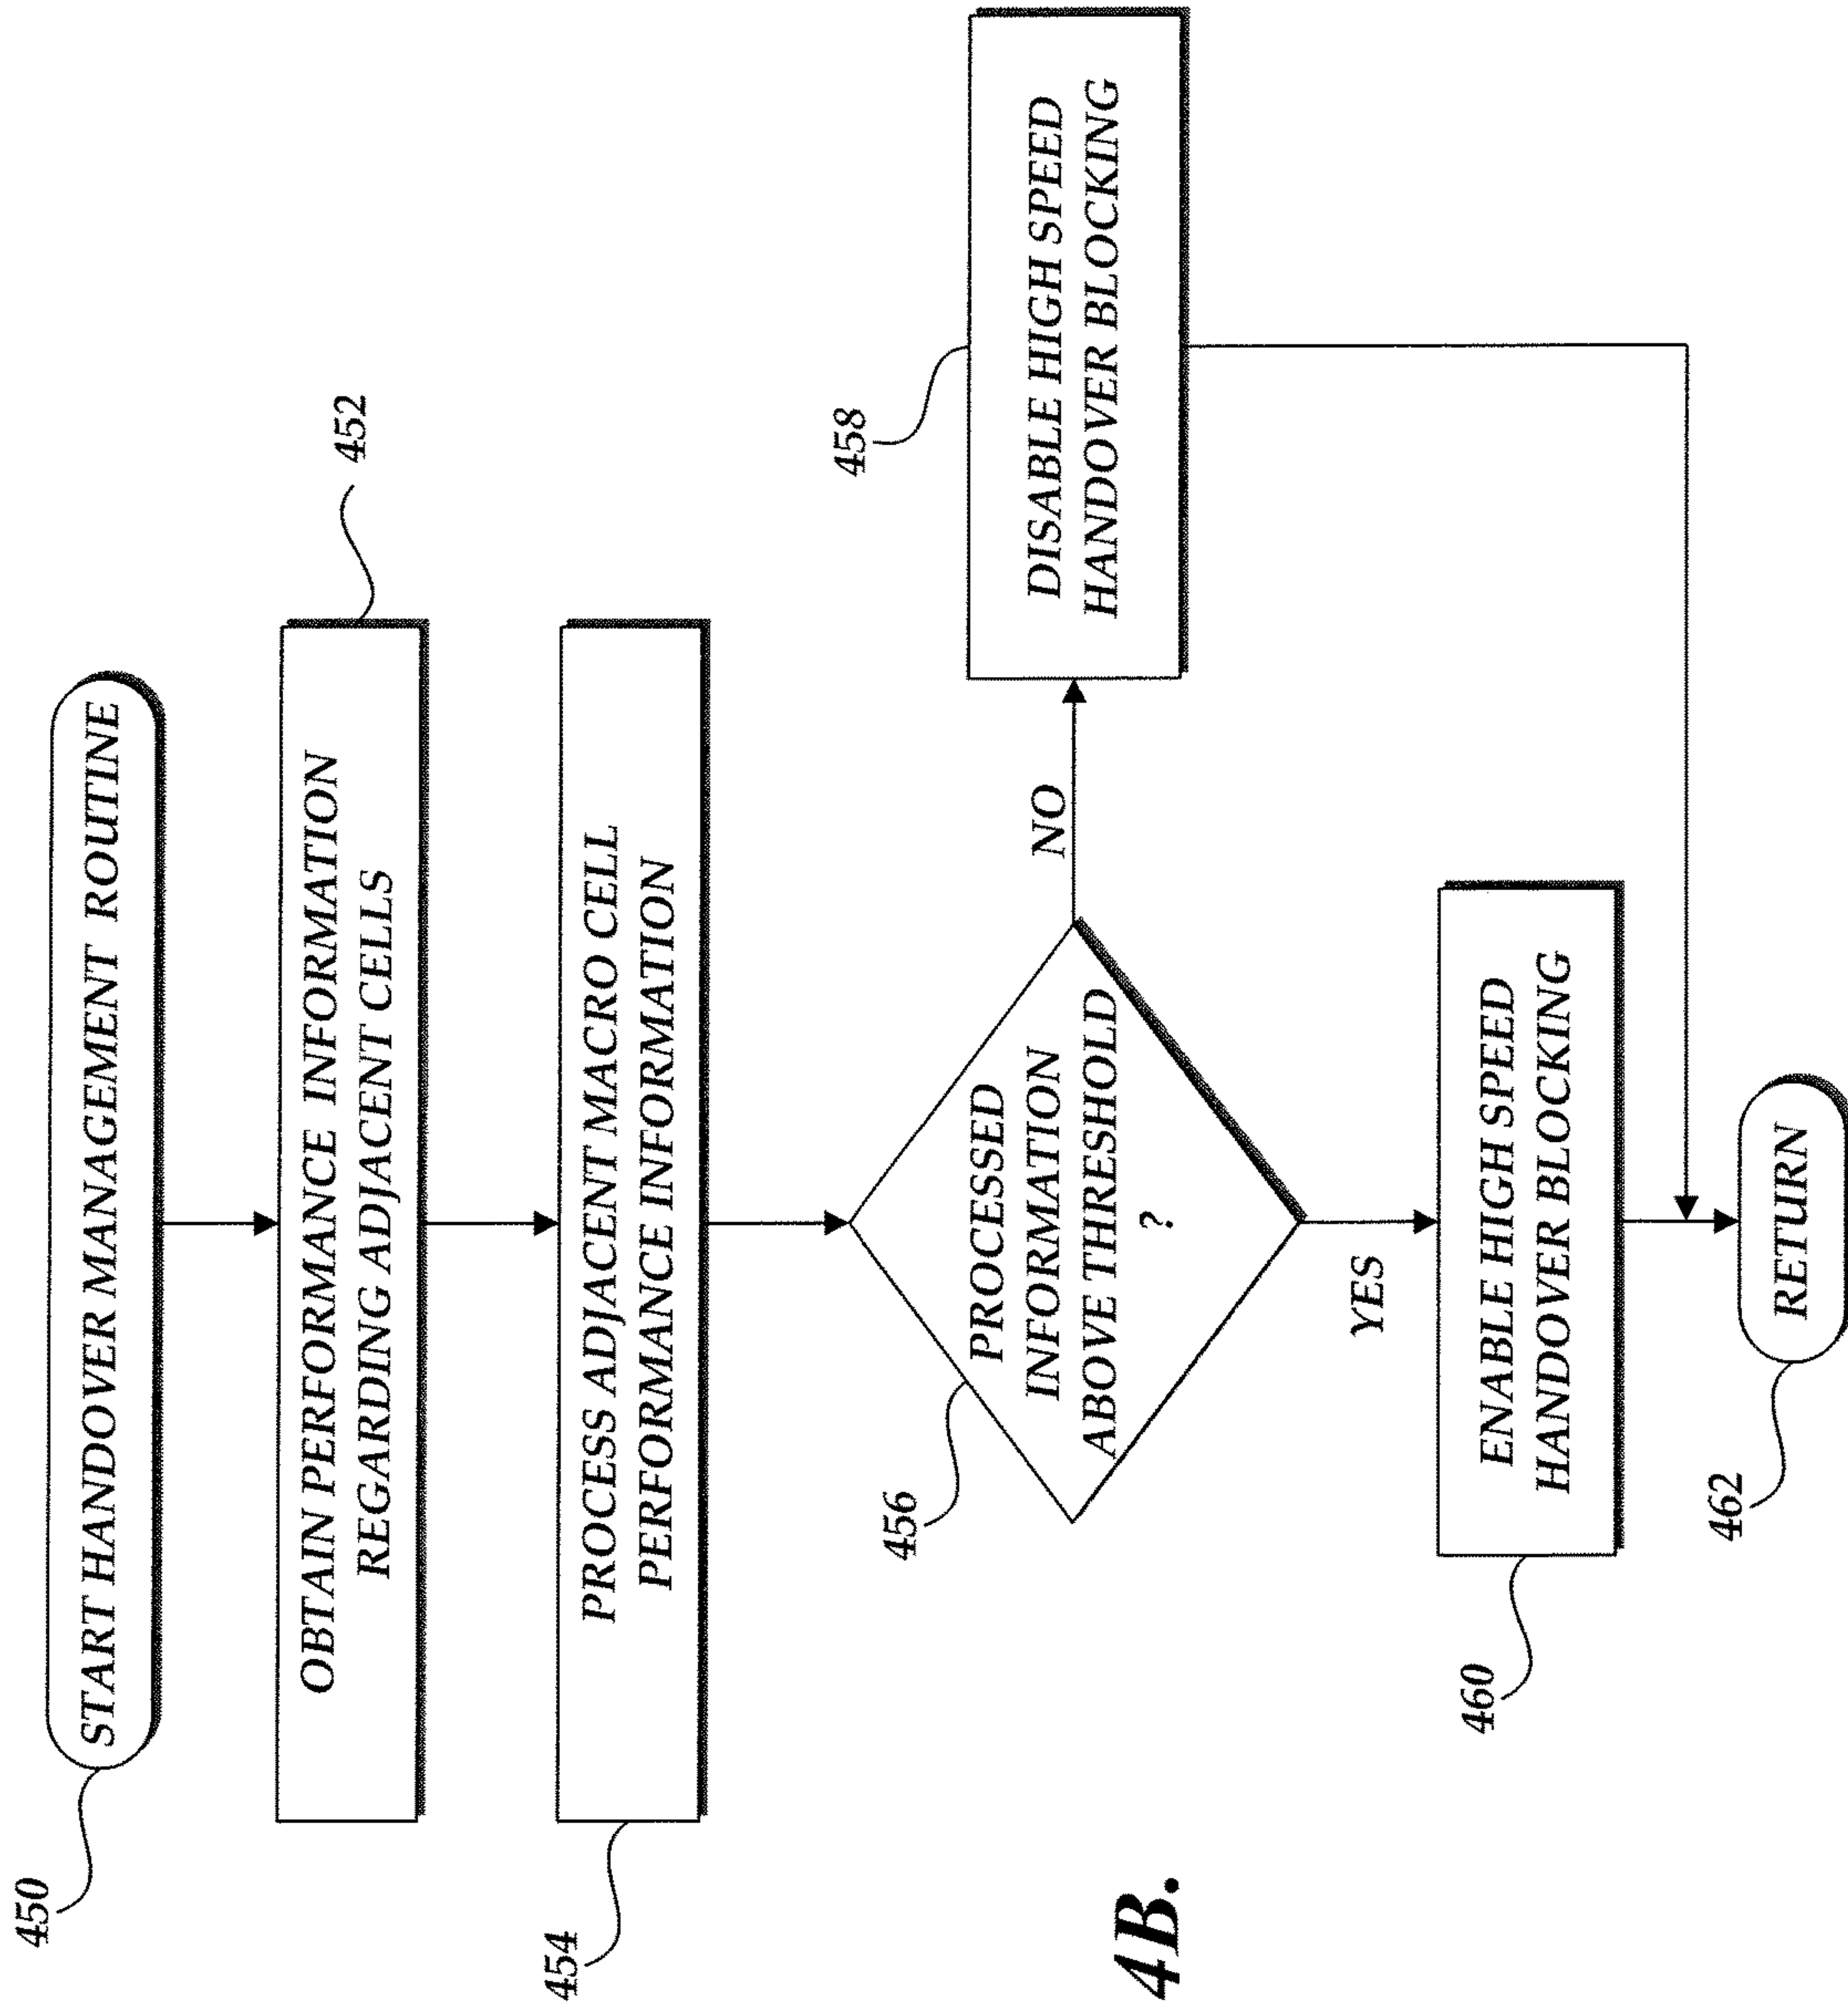 450
START HANDOVER MANAGEMENT ROUTINE
452
OBTAIN PERFORMANCE INFORMATION
REGARDING ADJACENT CELLS
454
PROCESS ADJACENT MACRO CELL
PERFORMANCE INFORMATION
456
PROCESSED
INFORMATION
ABOVE THRESHOLD
?
NO
458
DISABLE HIGH SPEED
HANDOVER BLOCKING
YES
460
ENABLE HIGH SPEED
HANDOVER BLOCKING
462
RETURN
4B.